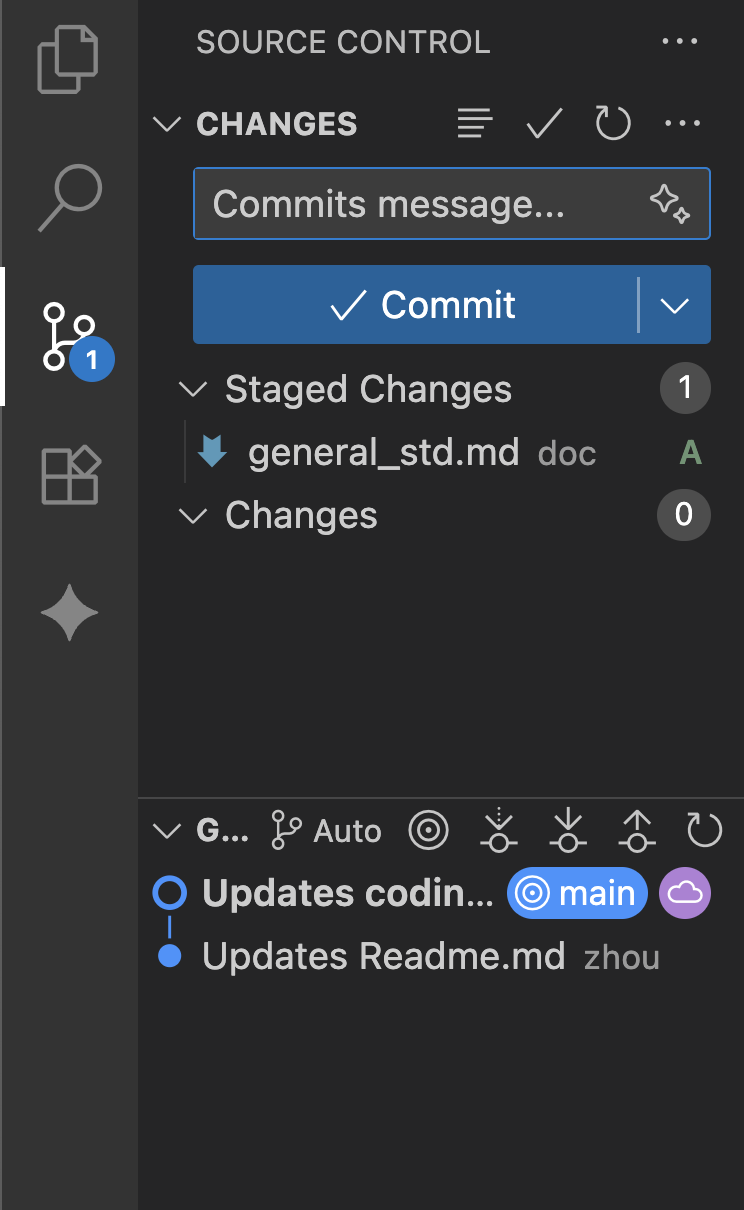 SOURCE CONTROL
CHANGES
Commits message...
Commit
1
Staged Changes 1
general_std.md doc A
Changes 0
G... Auto
Updates codin... main
Updates Readme.md zhou